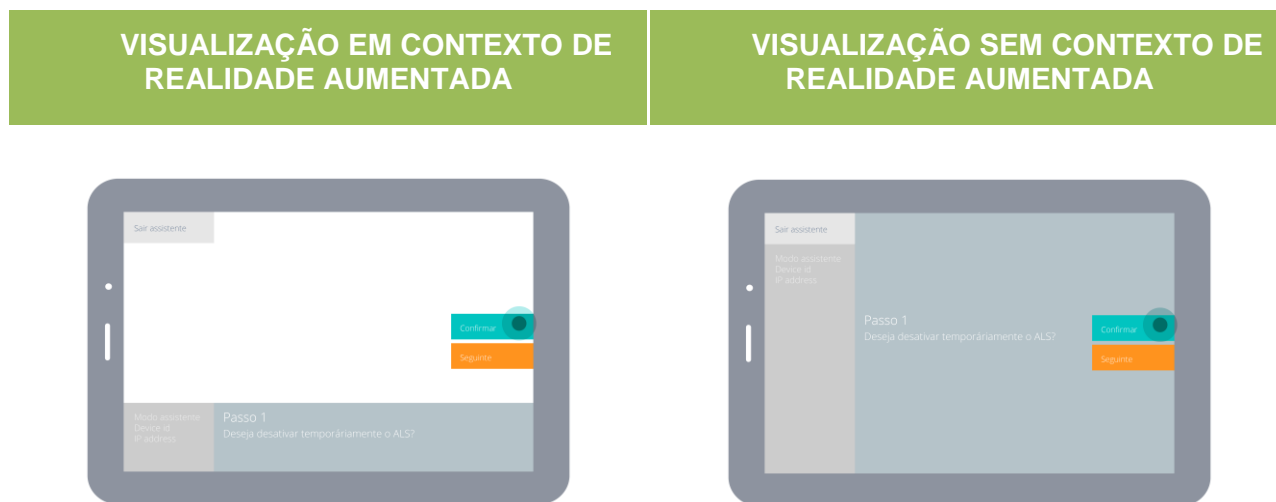 VISUALIZAÇÃO EM CONTEXTO DE
REALIDADE AUMENTADA
VISUALIZAÇÃO SEM CONTEXTO DE
REALIDADE AUMENTADA
Sair assistente
Confirmar
Seguinte
Modo assistente
Device id
IP address
Passo 1
Deseja desativar temporáriamente o ALS?
Sair assistente
Modo assistente
Device id
IP address
Passo 1
Deseja desativar temporáriamente o ALS?
Confirmar
Seguinte